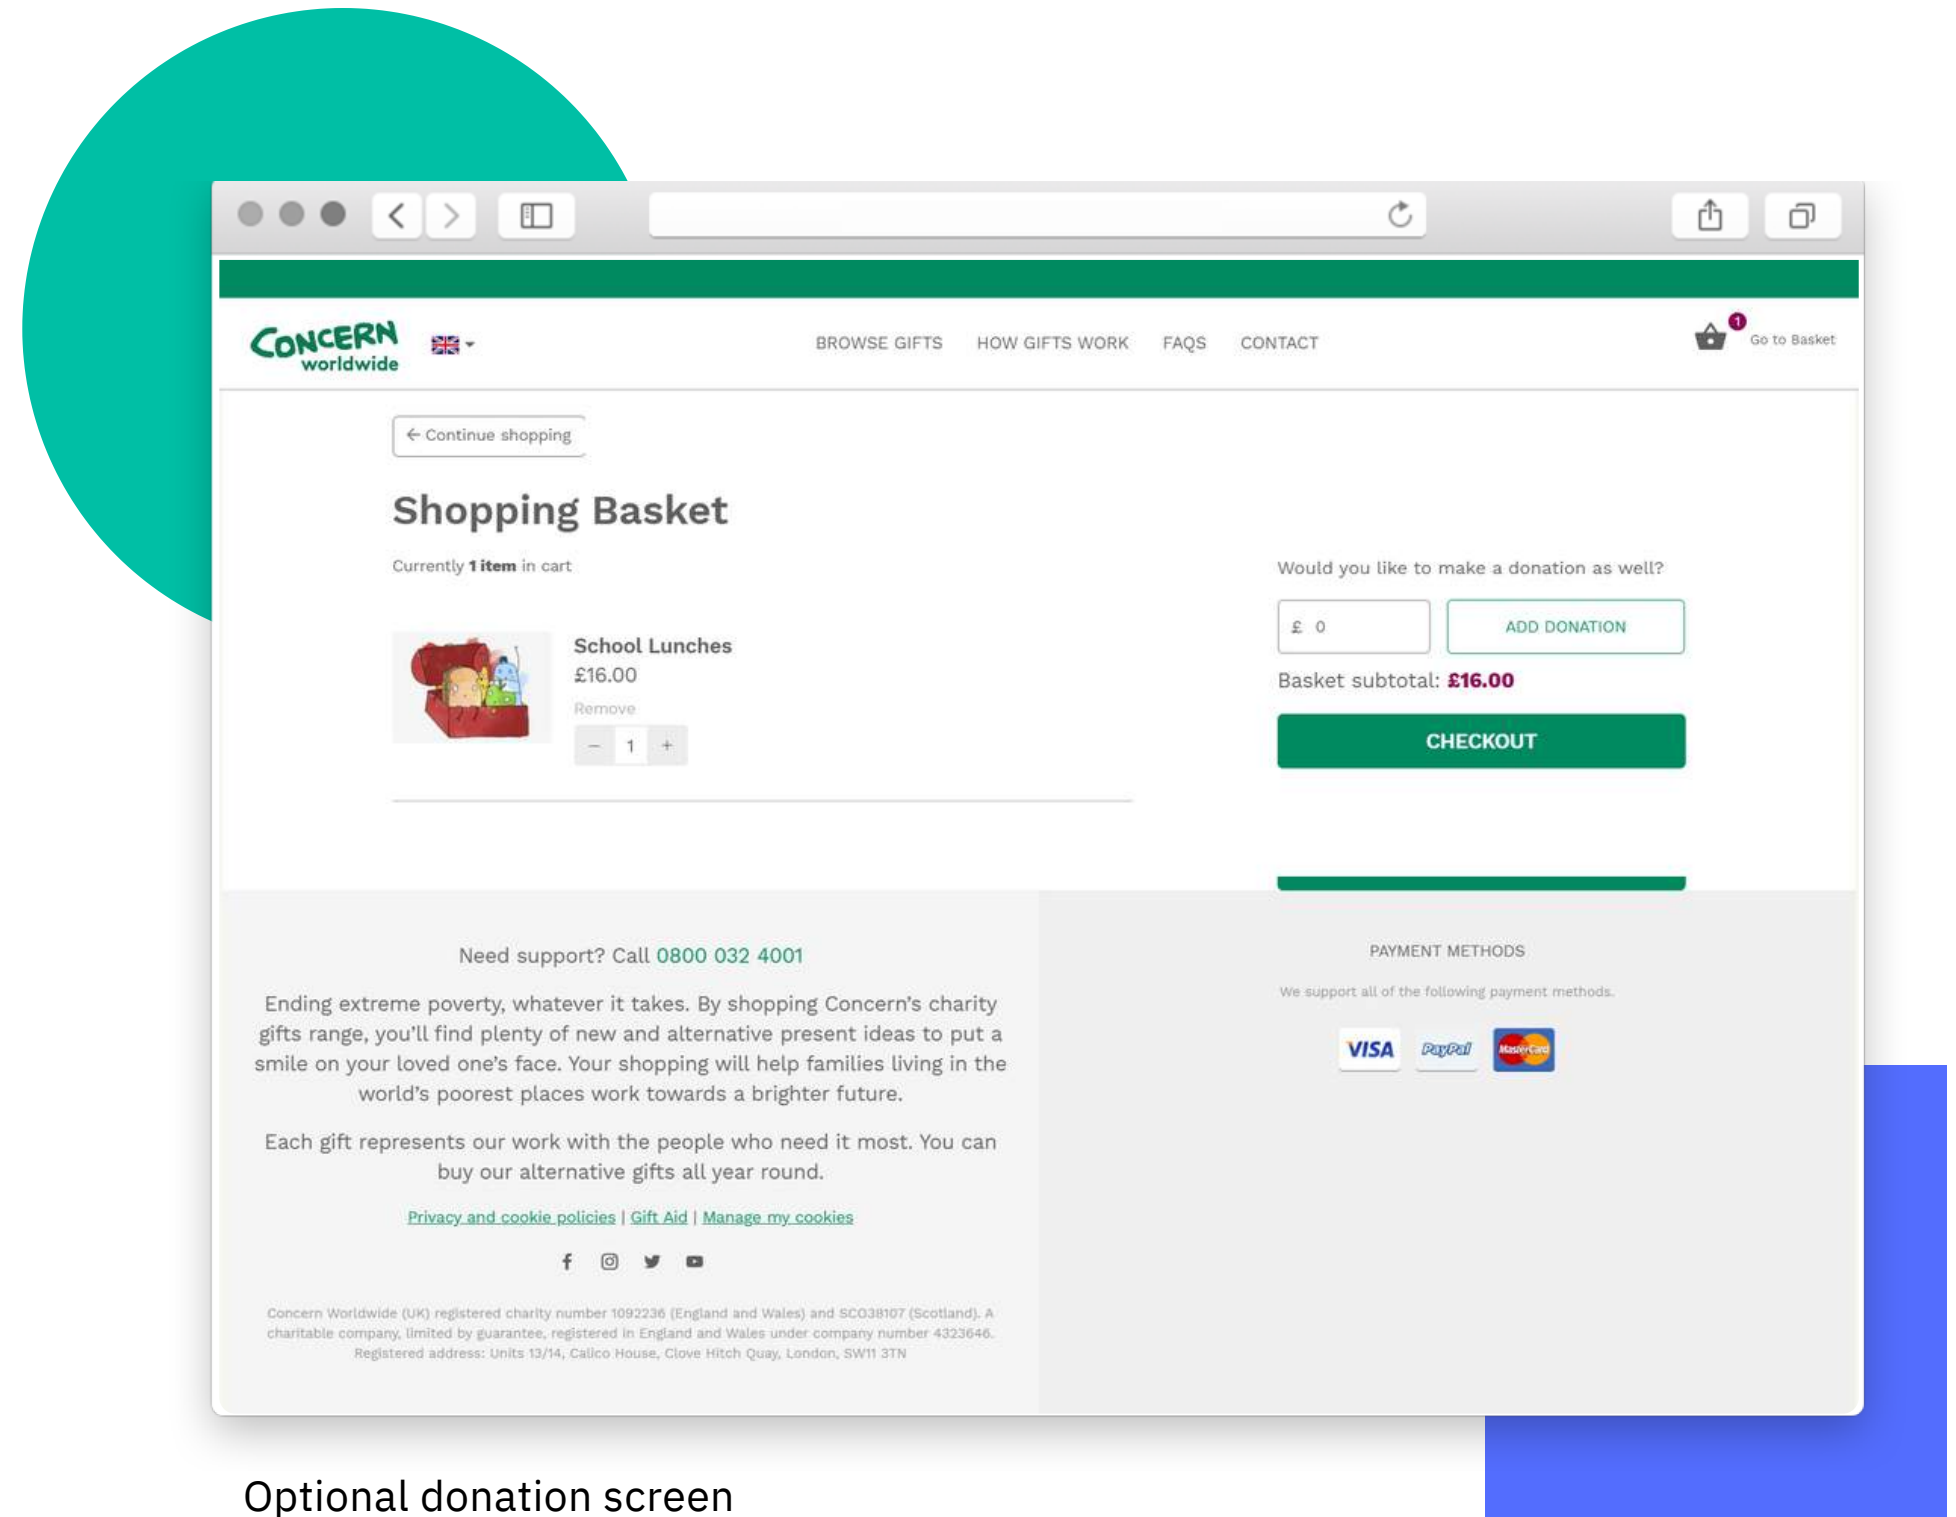 CONCERN
worldwide
BROWSE GIFTS HOW GIFTS WORK FAQS CONTACT
1
Go to Basket
← Continue shopping
Shopping Basket
Currently 1 item in cart
School Lunches
£16.00
Remove
− 1 +
Would you like to make a donation as well?
£ 0
ADD DONATION
Basket subtotal: £16.00
CHECKOUT
Need support? Call 0800 032 4001
Ending extreme poverty, whatever it takes. By shopping Concern's charity
gifts range, you'll find plenty of new and alternative present ideas to put a
smile on your loved one's face. Your shopping will help families living in the
world's poorest places work towards a brighter future.
Each gift represents our work with the people who need it most. You can
buy our alternative gifts all year round.
Privacy and cookie policies | Gift Aid | Manage my cookies
Concern Worldwide (UK) registered charity number 1092236 (England and Wales) and SCO38107 (Scotland). A
charitable company, limited by guarantee, registered in England and Wales under company number 4323646.
Registered address: Units 13/14, Calico House, Clove Hitch Quay, London, SW11 3TN
PAYMENT METHODS
We support all of the following payment methods.
VISA PayPal MasterCard
Optional donation screen